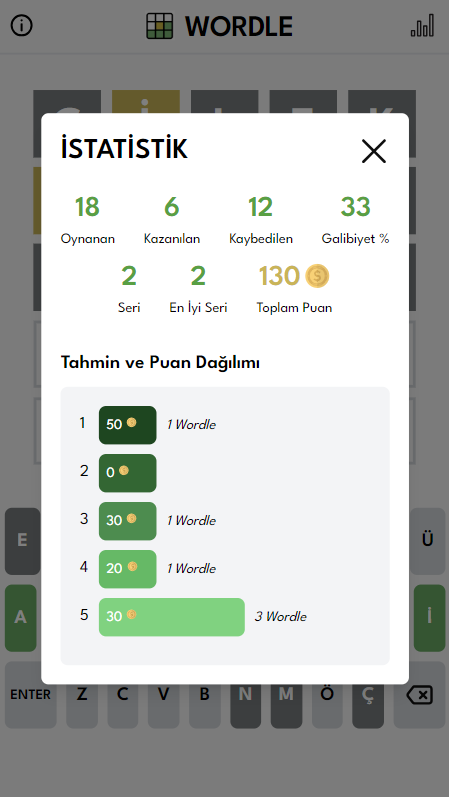 WORDLE
İSTATİSTİK
18 6 12 33
Oynanan Kazanılan Kaybedilen Galibiyet %
2 2 130
Seri En İyi Seri Toplam Puan
Tahmin ve Puan Dağılımı
1 50 1 Wordle
2 0
3 30 1 Wordle
4 20 1 Wordle
5 30 3 Wordle
E Ü
A İ
ENTER Z C V B N M Ö Ç